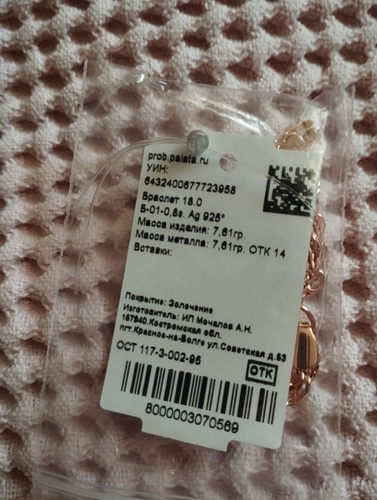 prob.palata.ru
УИН:
6432400677723958
Браслет 18.0
Б-01-0,8з. Ag 925°
Масса изделия: 7,61гр.
Масса металла: 7,61гр. ОТК 14
Вставки:
Покрытие: Золочение
Изготовитель: ИП Мочалов А.Н.
157940.Костромская обл.
пгт.Красное-на-Волге ул.Советская д.63
ОСТ 117-3-002-95
ОТК
8000003070569